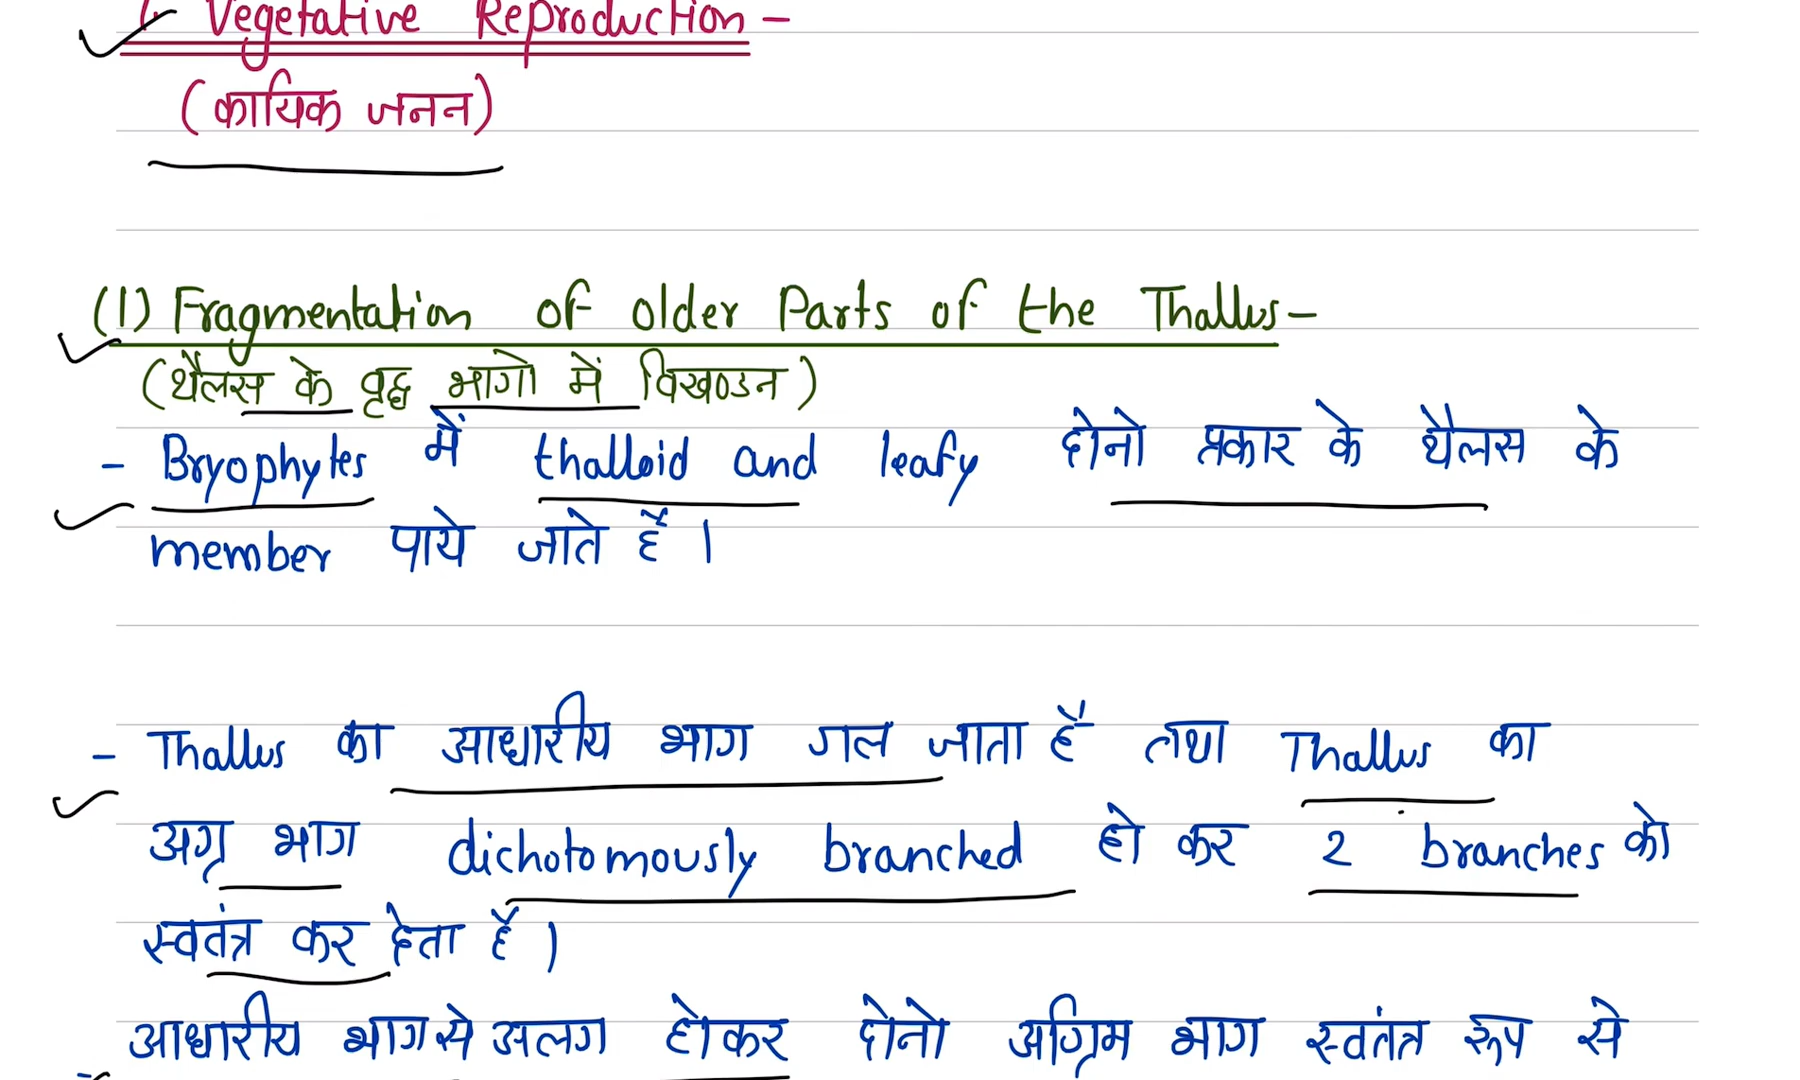 1. Vegetative Reproduction -
(कायिक जनन)
(1) Fragmentation of older Parts of the Thallus -
(थैलस के वृद्ध भागो में विखण्डन)
- Bryophytes में thalloid and leafy दोनो प्रकार के थैलस के
member पाये जाते है ।
- Thallus का आधारीय भाग गल जाता है तथा Thallus का
अग्र भाग dichotomously branched हो कर 2 branches को
स्वतंत्र कर देता है ।
आधारीय भाग से अलग होकर दोनो अग्रिम भाग स्वतंत्र रूप से